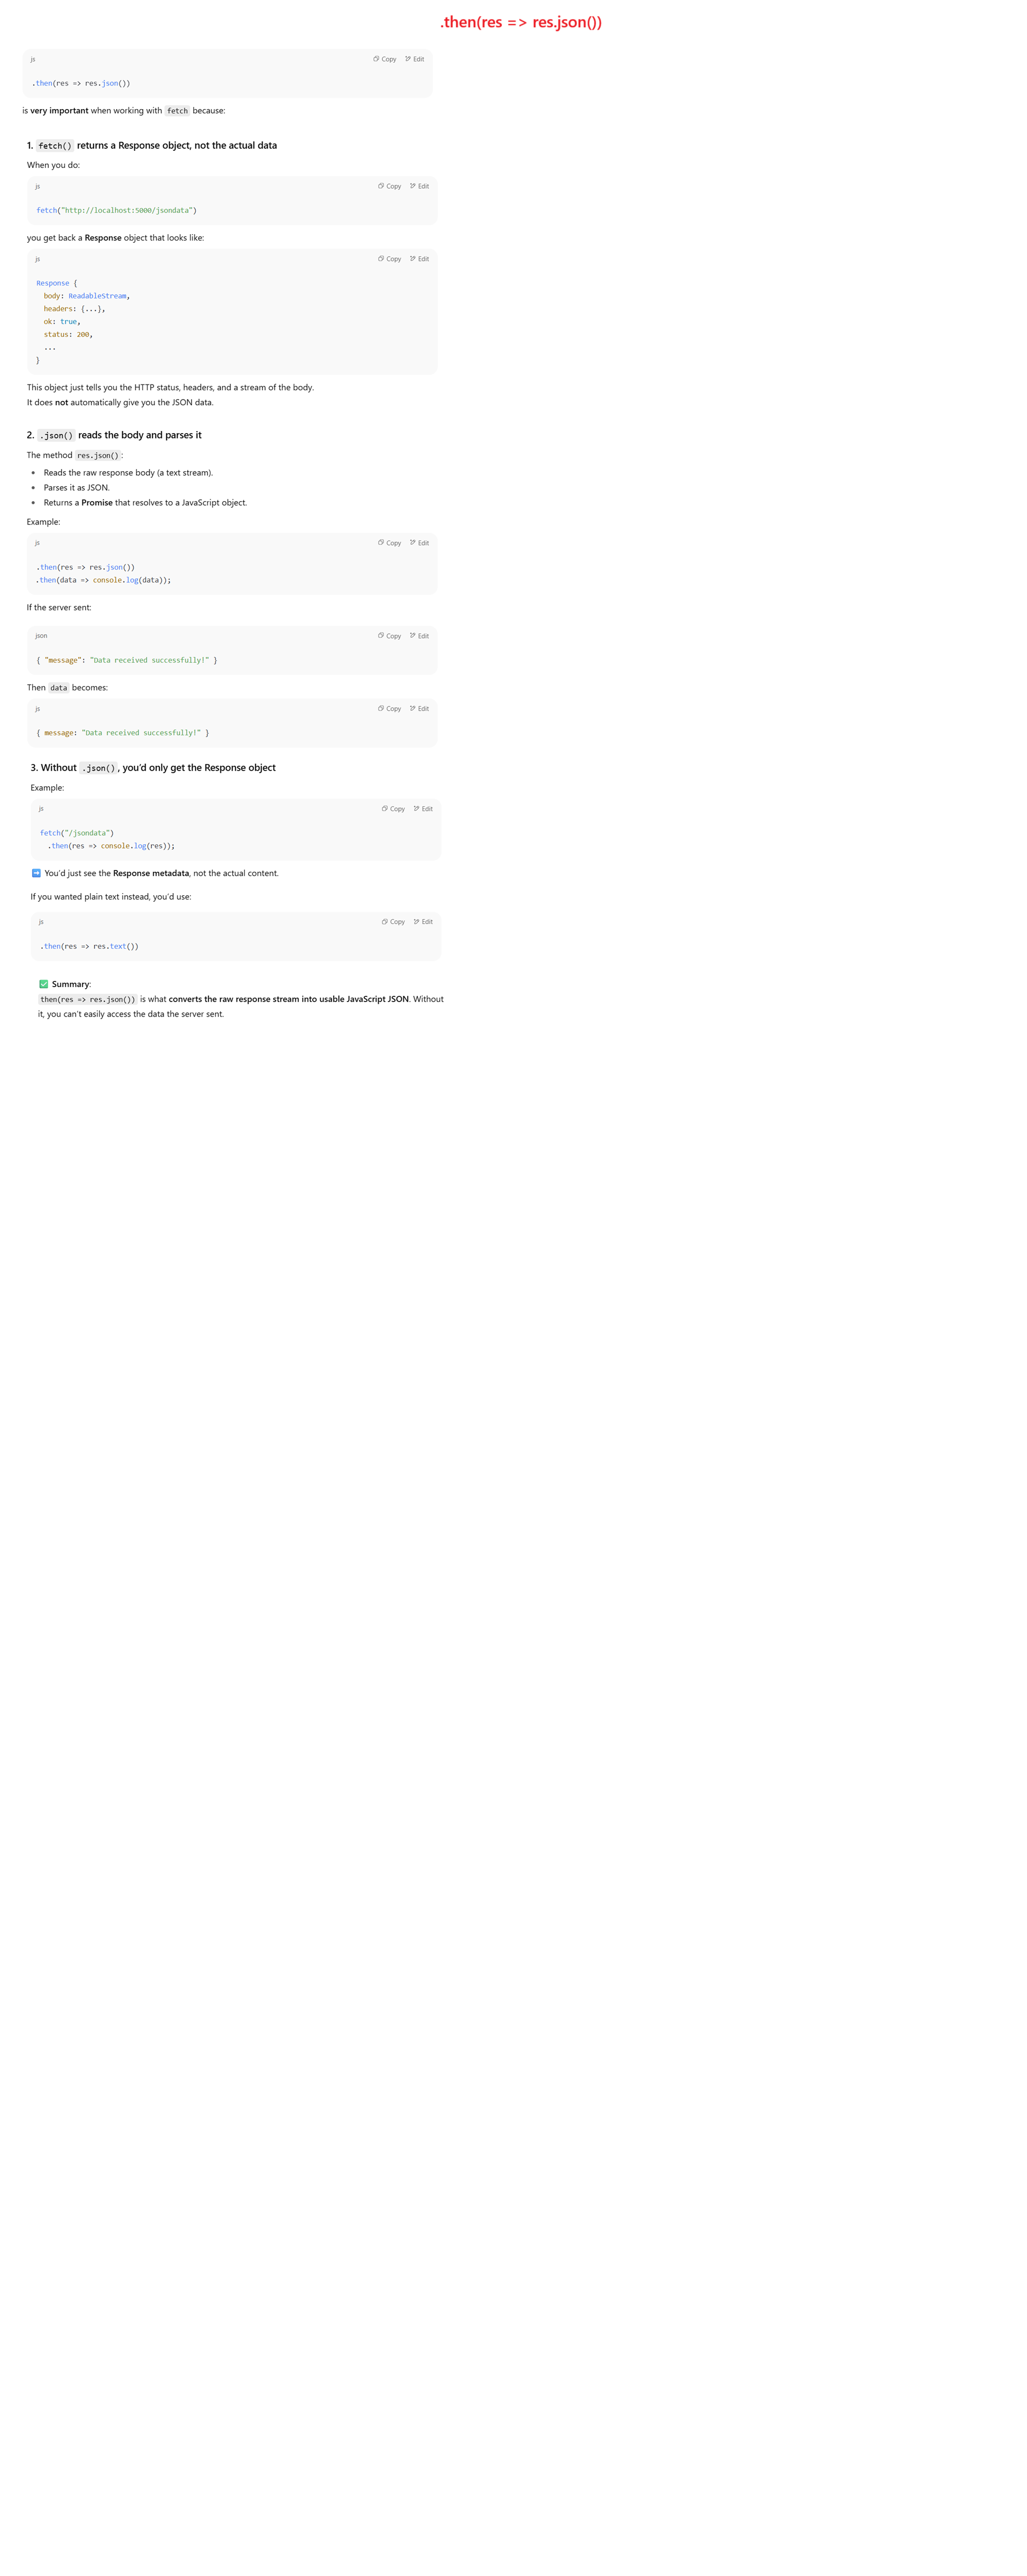 .then(res => res.json())
js
Copy Edit
.then(res => res.json())
is very important when working with fetch because:
1. fetch() returns a Response object, not the actual data
When you do:
js
Copy Edit
fetch("http://localhost:5000/jsondata")
you get back a Response object that looks like:
js
Copy Edit
Response {
  body: ReadableStream,
  headers: {...},
  ok: true,
  status: 200,
  ...
}
This object just tells you the HTTP status, headers, and a stream of the body.
It does not automatically give you the JSON data.
2. .json() reads the body and parses it
The method res.json():
• Reads the raw response body (a text stream).
• Parses it as JSON.
• Returns a Promise that resolves to a JavaScript object.
Example:
js
Copy Edit
.then(res => res.json())
.then(data => console.log(data));
If the server sent:
json
Copy Edit
{ "message": "Data received successfully!" }
Then data becomes:
js
Copy Edit
{ message: "Data received successfully!" }
3. Without .json(), you'd only get the Response object
Example:
js
Copy Edit
fetch("/jsondata")
  .then(res => console.log(res));
➡️ You'd just see the Response metadata, not the actual content.
If you wanted plain text instead, you'd use:
js
Copy Edit
.then(res => res.text())
✅ Summary:
then(res => res.json()) is what converts the raw response stream into usable JavaScript JSON. Without
it, you can't easily access the data the server sent.